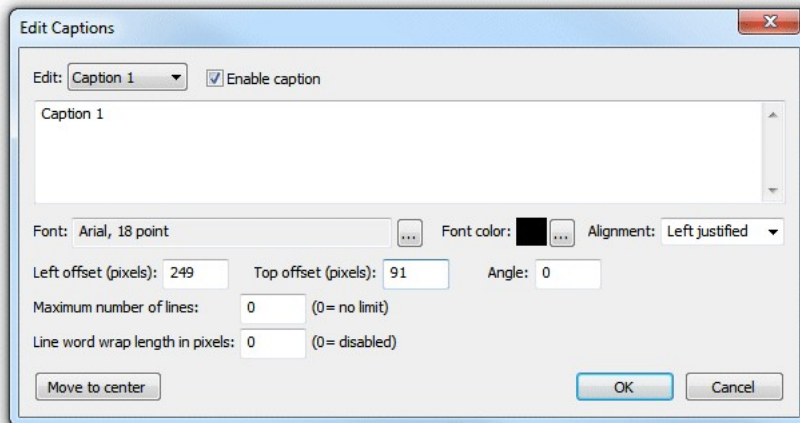 Edit Captions
Edit: Caption 1 Enable caption
Caption 1
Font: Arial, 18 point ... Font color: ... Alignment: Left justified
Left offset (pixels): 249 Top offset (pixels): 91 Angle: 0
Maximum number of lines: 0 (0= no limit)
Line word wrap length in pixels: 0 (0= disabled)
Move to center OK Cancel